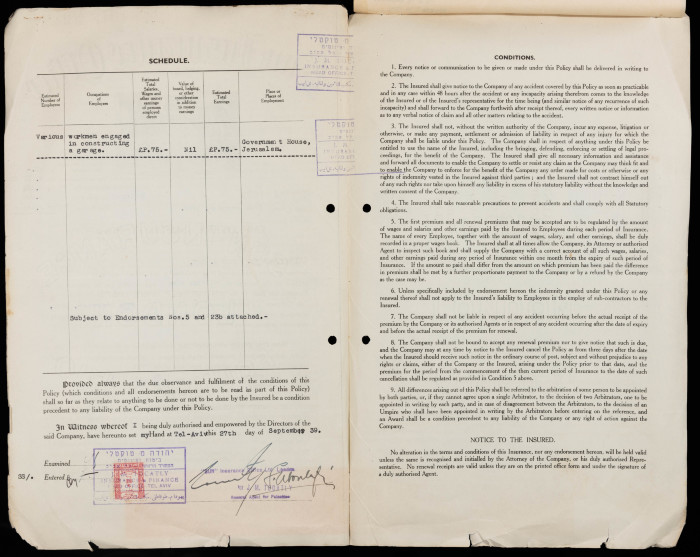 SCHEDULE.
Estimated Number of Employees
Occupations of Employees
Estimated Total Salaries, Wages and other money earnings of persons employed above
Value of board, lodging, or other consideration in addition to money earnings
Estimated Total Earnings
Place or Places of Employment
Various workmen engaged in constructing a garage. £P.75.- Nil £P.75.- Government House, Jerusalem.
Subject to Endorsements Nos.5 and 23b attached.-
Provided always that the due observance and fulfilment of the conditions of
this Policy (which conditions and all endorsements hereon are to be read as part of this Policy)
shall so far as they relate to anything to be done or not to be done by the Insured be a condition
precedent to any liability of the Company under this Policy.
In Witness whereof I being duly authorised and empowered by the Directors of the
said Company, have hereunto set my Hand at Tel-Aviv this 27th day of September 39.
Examined
Entered
SS/.
CONDITIONS.
1. Every notice or communication to be given or made under this Policy shall be delivered in writing to
the Company.
2. The Insured shall give notice to the Company of any accident covered by this Policy as soon as practicable
and in any case within 48 hours after the accident or any incapacity arising therefrom comes to the knowledge
of the Insured or of the Insured's representative for the time being (and similar notice of any recurrence of such
incapacity) and shall forward to the Company forthwith after receipt thereof, every written notice or information
as to any verbal notice of claim and all other matters relating to the accident.
3. The Insured shall not, without the written authority of the Company, incur any expense, litigation or
otherwise, or make any payment, settlement or admission of liability in respect of any injury for which the
Company shall be liable under this Policy. The Company shall in respect of anything under this Policy be
entitled to use the name of the Insured, including the bringing, defending, enforcing or settling of legal pro-
ceedings, for the benefit of the Company. The Insured shall give all necessary information and assistance
and forward all documents to enable the Company to settle or resist any claim as the Company may think fit and
to enable the Company to enforce for the benefit of the Company any order made for costs or otherwise or any
rights of indemnity vested in the Insured against third parties ; and the Insured shall not contract himself out
of any such rights nor take upon himself any liability in excess of his statutory liability without the knowledge and
written consent of the Company.
4. The Insured shall take reasonable precautions to prevent accidents and shall comply with all Statutory
obligations.
5. The first premium and all renewal premiums that may be accepted are to be regulated by the amount
of wages and salaries and other earnings paid by the Insured to Employees during each period of Insurance.
The name of every Employee, together with the amount of wages, salary, and other earnings, shall be duly
recorded in a proper wages book. The Insured shall at all times allow the Company, its Attorney or authorised
Agent to inspect such book and shall supply the Company with a correct account of all such wages, salaries,
and other earnings paid during any period of Insurance within one month from the expiry of such period of
Insurance. If the amount so paid shall differ from the amount on which premium has been paid the difference
in premium shall be met by a further proportionate payment to the Company or by a refund by the Company
as the case may be.
6. Unless specifically included by endorsement hereon the indemnity granted under this Policy or any
renewal thereof shall not apply to the Insured's liability to Employees in the employ of sub-contractors to the
Insured.
7. The Company shall not be liable in respect of any accident occurring before the actual receipt of the
premium by the Company or its authorised Agents or in respect of any accident occurring after the date of expiry
and before the actual receipt of the premium for renewal.
8. The Company shall not be bound to accept any renewal premium nor to give notice that such is due,
and the Company may at any time by notice to the Insured cancel the Policy as from three days after the date
when the Insured should receive such notice in the ordinary course of post, subject and without prejudice to any
rights or claims, either of the Company or the Insured, arising under the Policy prior to that date, and the
premium for the period from the commencement of the then current period of Insurance to the date of such
cancellation shall be regulated as provided in Condition 5 above.
9. All differences arising out of this Policy shall be referred to the arbitration of some person to be appointed
by both parties, or, if they cannot agree upon a single Arbitrator, to the decision of two Arbitrators, one to be
appointed in writing by each party, and in case of disagreement between the Arbitrators, to the decision of an
Umpire who shall have been appointed in writing by the Arbitrators before entering on the reference, and
an Award shall be a condition precedent to any liability of the Company or any right of action against the
Company.
NOTICE TO THE INSURED.
No alteration in the terms and conditions of this Insurance, nor any endorsement hereon, will be held valid
unless the same is recognised and initialled by the Attorney of the Company, or his duly authorised Repre-
sentative. No renewal receipts are valid unless they are on the printed office form and under the signature of
a duly authorised Agent.